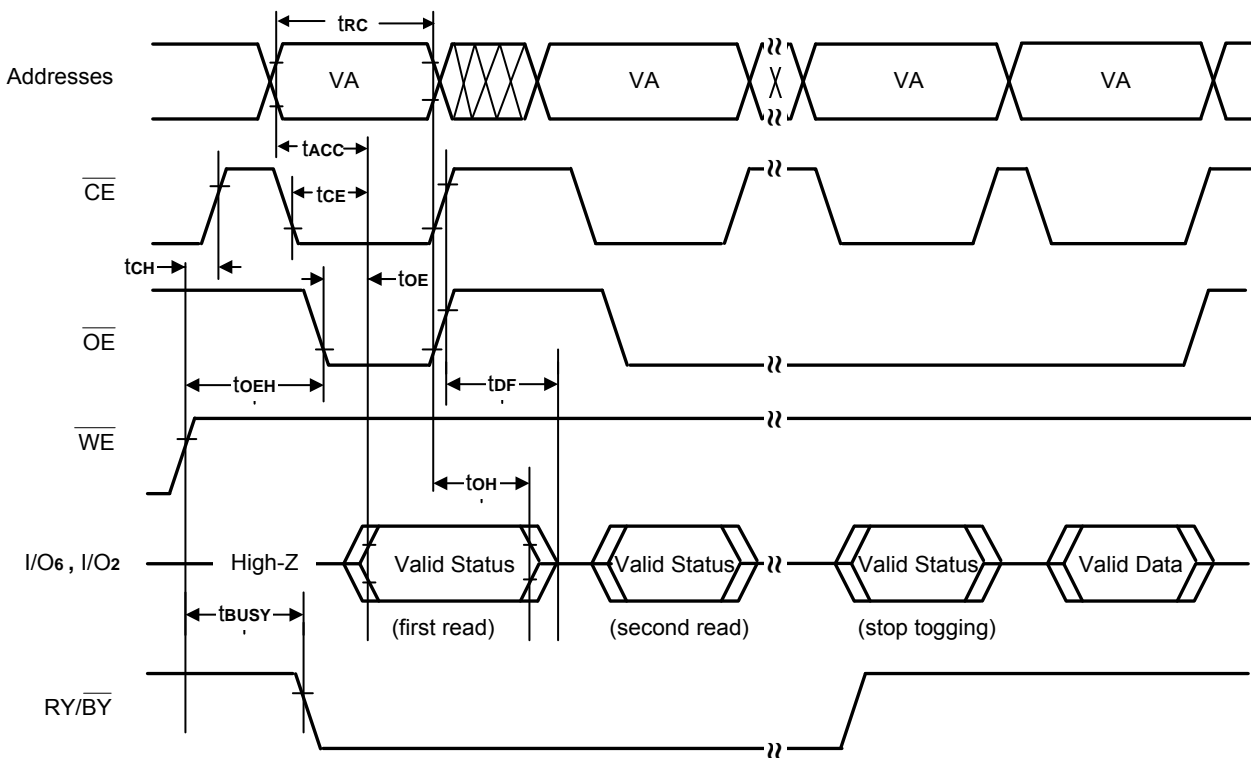 tRC
Addresses VA VA X VA VA
tACC
CE tCE
tCH tOE
OE
tOEH tDF
WE
tOH
I/O6 , I/O2 High-Z Valid Status Valid Status Valid Status Valid Data
tBUSY (first read) (second read) (stop togging)
RY/BY